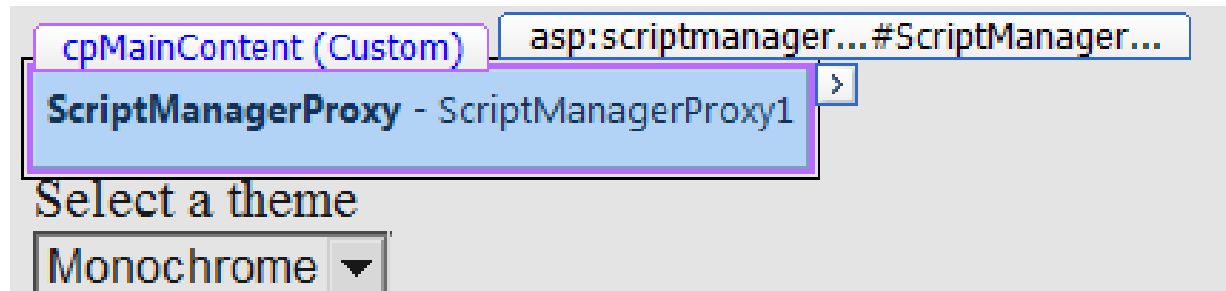 cpMainContent (Custom) asp:scriptmanager...#ScriptManager...
ScriptManagerProxy - ScriptManagerProxy1
Select a theme
Monochrome